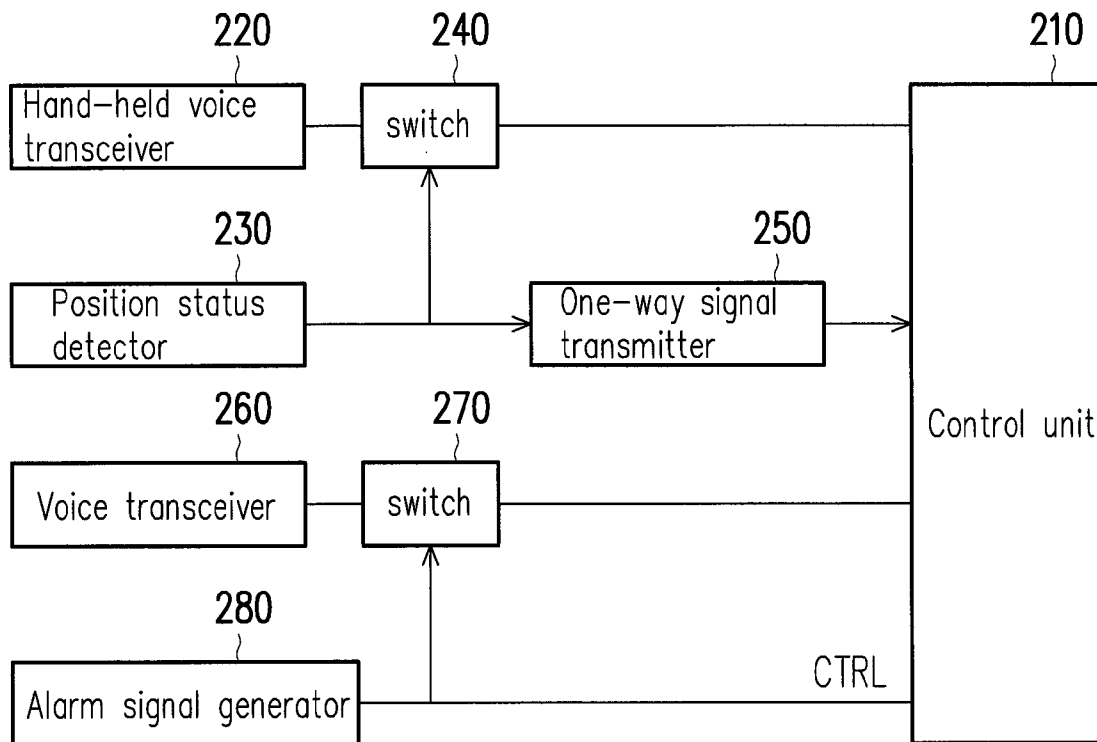 220
240
210
Hand-held voice
transceiver
switch
230
250
Position status
detector
One-way signal
transmitter
260
270
Control unit
Voice transceiver
switch
280
CTRL
Alarm signal generator